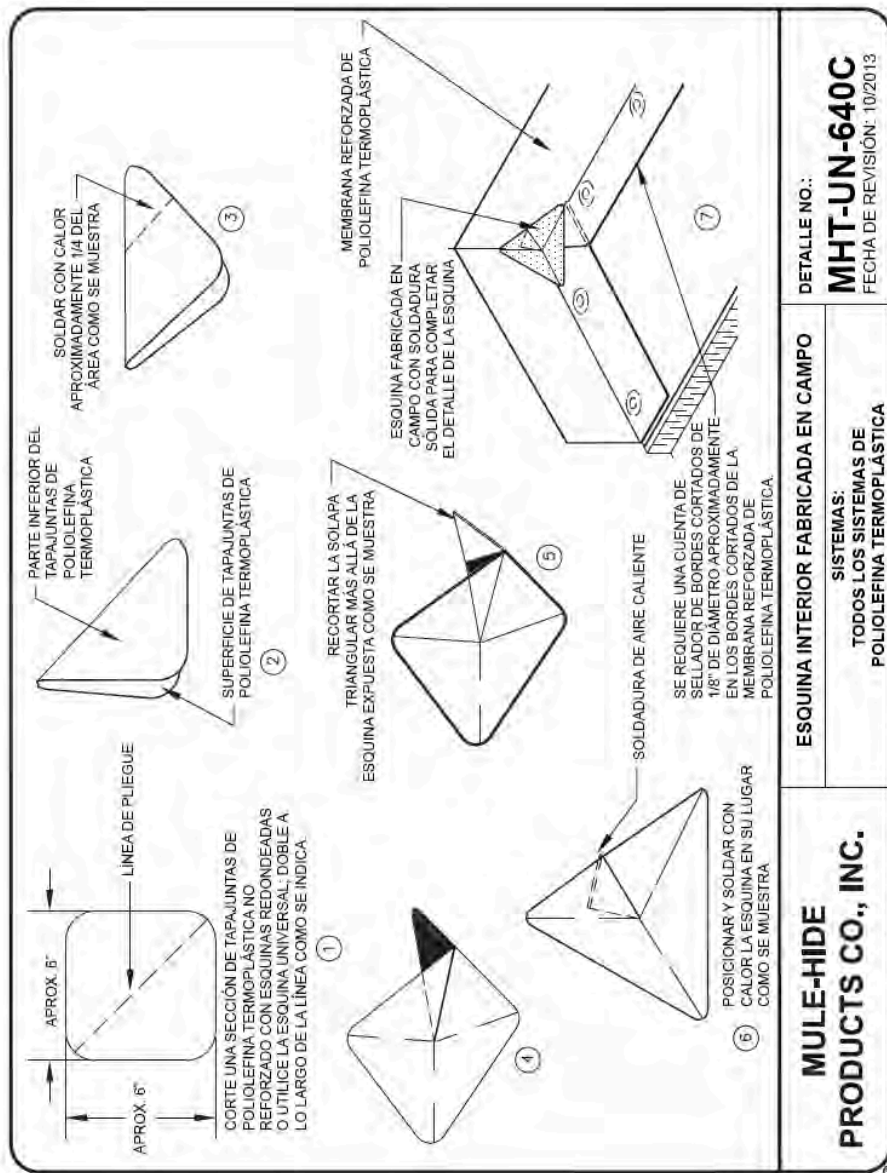 APROX. 6"
APROX. 6"
LÍNEA DE PLIEGUE
CORTE UNA SECCIÓN DE TAPAJUNTAS DE
POLIOLEFINA TERMOPLÁSTICA NO
REFORZADO CON ESQUINAS REDONDEADAS
O UTILICE LA ESQUINA UNIVERSAL; DOBLE A
LO LARGO DE LA LÍNEA COMO SE INDICA.
1
PARTE INFERIOR DEL
TAPAJUNTAS DE
POLIOLEFINA
TERMOPLÁSTICA
SUPERFICIE DE TAPAJUNTAS DE
POLIOLEFINA TERMOPLÁSTICA
2
SOLDAR CON CALOR
APROXIMADAMENTE 1/4 DEL
ÁREA COMO SE MUESTRA
3
4
RECORTAR LA SOLAPA
TRIANGULAR MÁS ALLÁ DE LA
ESQUINA EXPUESTA COMO SE MUESTRA
5
SOLDADURA DE AIRE CALIENTE
6
POSICIONAR Y SOLDAR CON
CALOR LA ESQUINA EN SU LUGAR
COMO SE MUESTRA
MEMBRANA REFORZADA DE
POLIOLEFINA TERMOPLÁSTICA
ESQUINA FABRICADA EN
CAMPO CON SOLDADURA
SÓLIDA PARA COMPLETAR
EL DETALLE DE LA ESQUINA
SE REQUIERE UNA CUENTA DE
SELLADOR DE BORDES CORTADOS DE
1/8" DE DIÁMETRO APROXIMADAMENTE
EN LOS BORDES CORTADOS DE LA
MEMBRANA REFORZADA DE
POLIOLEFINA TERMOPLÁSTICA.
7
MULE-HIDE
PRODUCTS CO., INC.
ESQUINA INTERIOR FABRICADA EN CAMPO
SISTEMAS:
TODOS LOS SISTEMAS DE
POLIOLEFINA TERMOPLÁSTICA
DETALLE NO.:
MHT-UN-640C
FECHA DE REVISIÓN: 10/2013